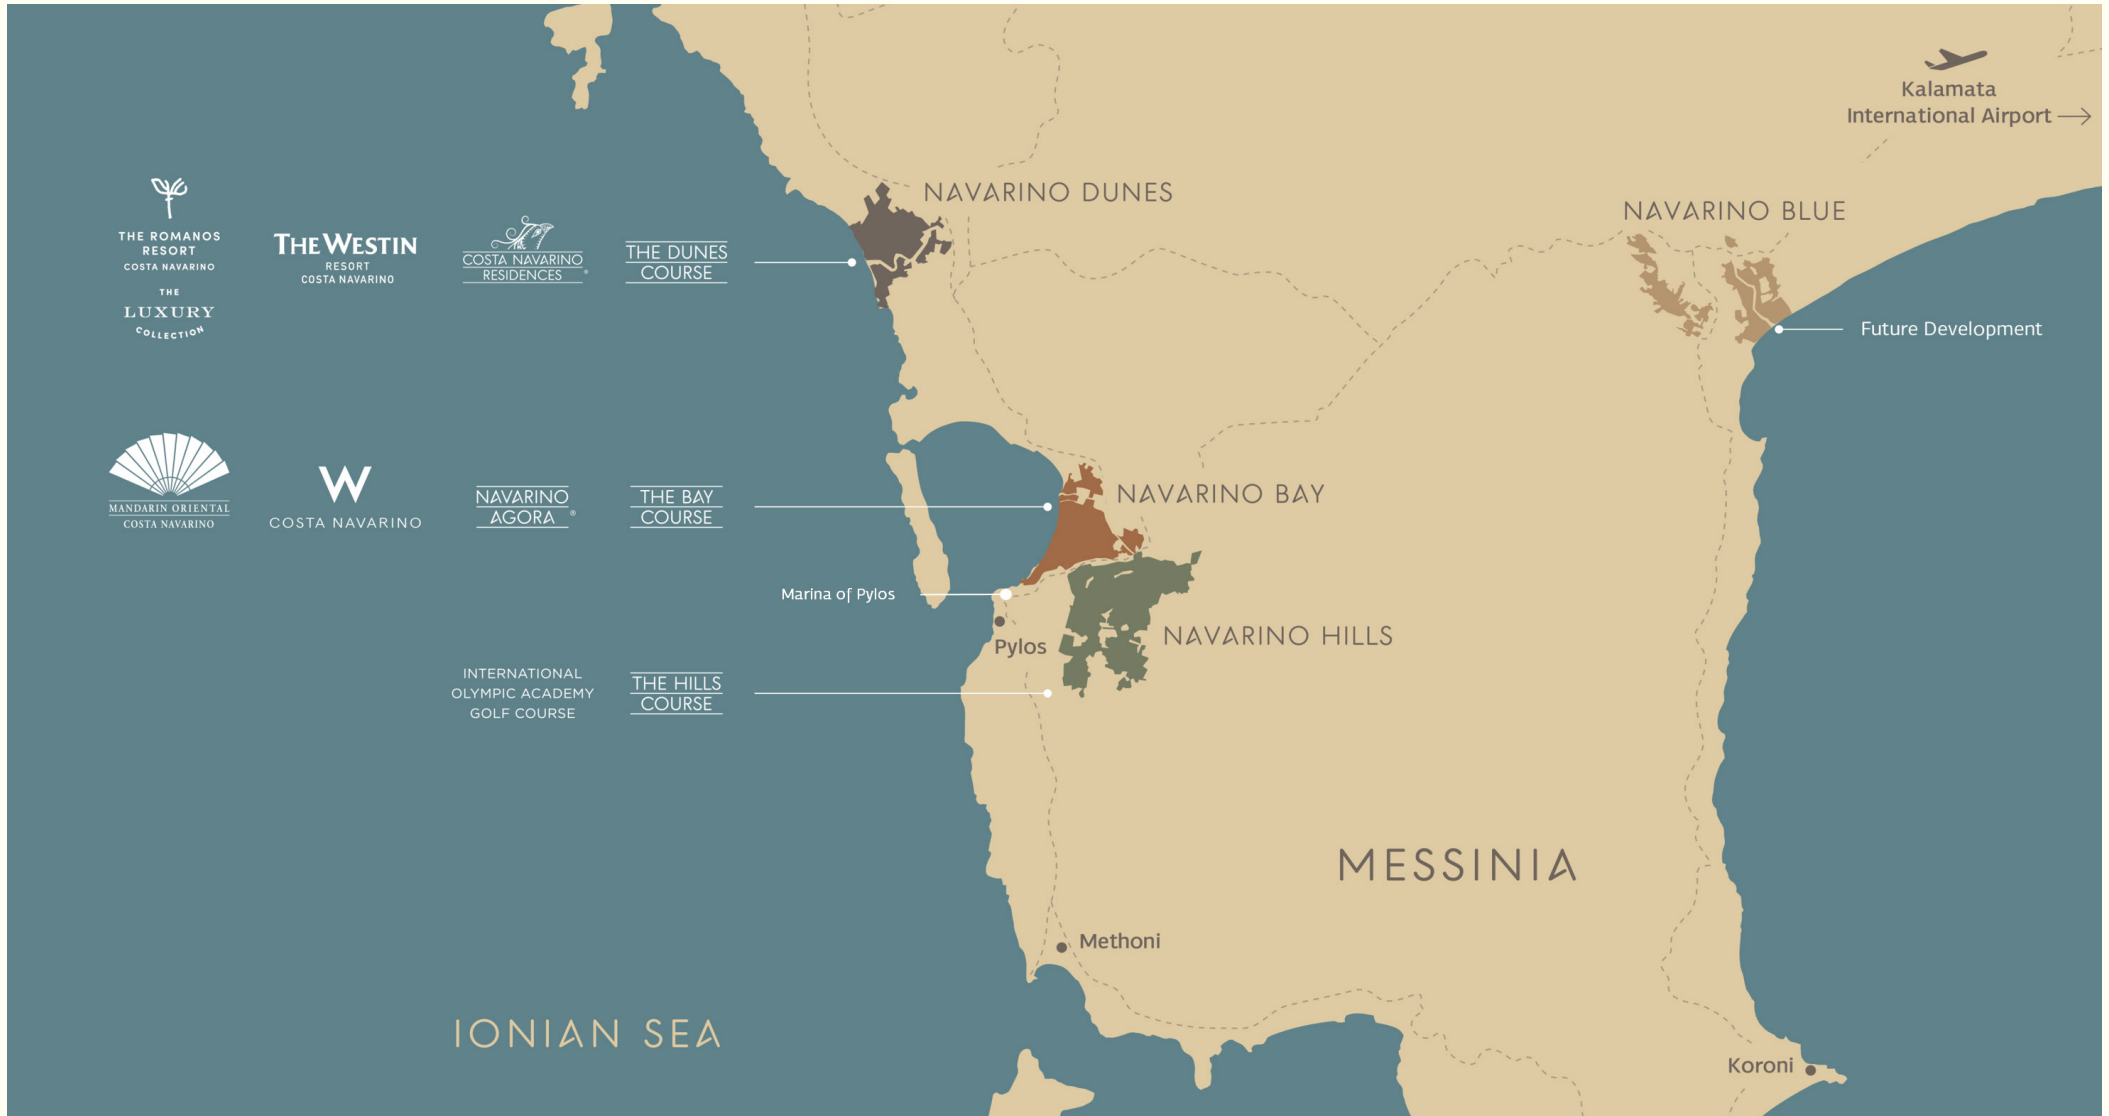 Kalamata
International Airport
NAVARINO DUNES
NAVARINO BLUE
THE ROMANOS
RESORT
COSTA NAVARINO
THE
LUXURY
COLLECTION
THE WESTIN
RESORT
COSTA NAVARINO
COSTA NAVARINO
RESIDENCES ®
THE DUNES
COURSE
Future Development
MANDARIN ORIENTAL
COSTA NAVARINO
W
COSTA NAVARINO
NAVARINO
AGORA ®
THE BAY
COURSE
NAVARINO BAY
Marina of Pylos
Pylos
NAVARINO HILLS
INTERNATIONAL
OLYMPIC ACADEMY
GOLF COURSE
THE HILLS
COURSE
MESSINIA
Methoni
IONIAN SEA
Koroni